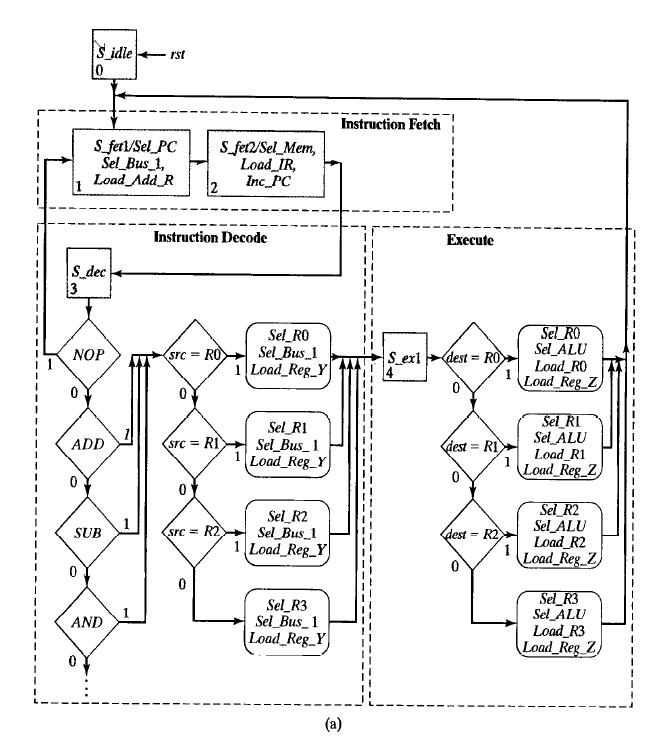 S_idle
0
rst
Instruction Fetch
S_fet1/Sel_PC
Sel_Bus_1,
Load_Add_R
1
S_fet2/Sel_Mem,
Load_IR,
Inc_PC
2
Instruction Decode
S_dec
3
NOP
1
0
ADD
1
0
SUB
1
0
AND
1
0
src = R0
1
0
src = R1
1
0
src = R2
1
0
Sel_R0
Sel_Bus_1
Load_Reg_Y
Sel_R1
Sel_Bus_1
Load_Reg_Y
Sel_R2
Sel_Bus_1
Load_Reg_Y
Sel_R3
Sel_Bus_1
Load_Reg_Y
Execute
S_ex1
4
dest = R0
1
0
dest = R1
1
0
dest = R2
1
0
Sel_R0
Sel_ALU
Load_R0
Load_Reg_Z
Sel_R1
Sel_ALU
Load_R1
Load_Reg_Z
Sel_R2
Sel_ALU
Load_R2
Load_Reg_Z
Sel_R3
Sel_ALU
Load_R3
Load_Reg_Z
(a)